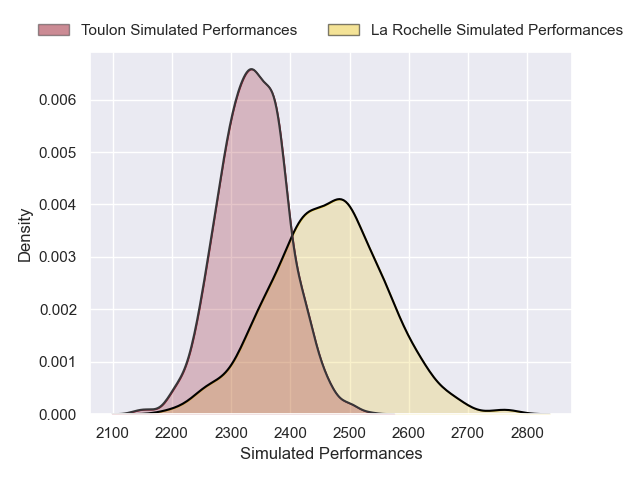 Toulon Simulated Performances
La Rochelle Simulated Performances
0.006
0.005
0.004
0.003
0.002
0.001
0.000
Density
2100 2200 2300 2400 2500 2600 2700 2800
Simulated Performances